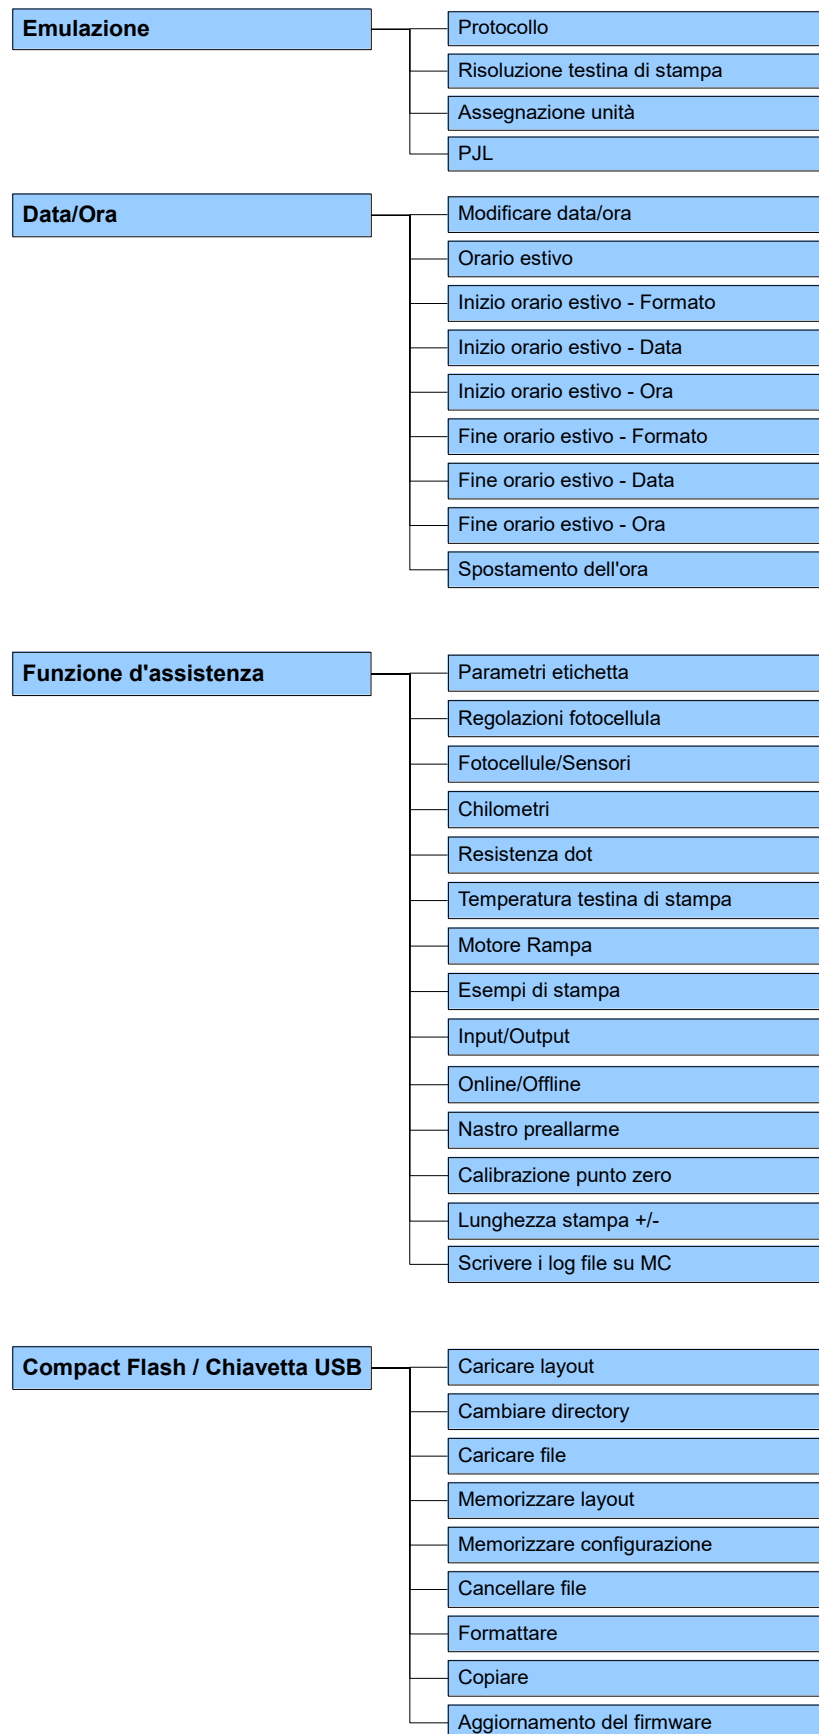 Emulazione
Protocollo
Risoluzione testina di stampa
Assegnazione unità
PJL
Data/Ora
Modificare data/ora
Orario estivo
Inizio orario estivo - Formato
Inizio orario estivo - Data
Inizio orario estivo - Ora
Fine orario estivo - Formato
Fine orario estivo - Data
Fine orario estivo - Ora
Spostamento dell'ora
Funzione d'assistenza
Parametri etichetta
Regolazioni fotocellula
Fotocellule/Sensori
Chilometri
Resistenza dot
Temperatura testina di stampa
Motore Rampa
Esempi di stampa
Input/Output
Online/Offline
Nastro preallarme
Calibrazione punto zero
Lunghezza stampa +/-
Scrivere i log file su MC
Compact Flash / Chiavetta USB
Caricare layout
Cambiare directory
Caricare file
Memorizzare layout
Memorizzare configurazione
Cancellare file
Formattare
Copiare
Aggiornamento del firmware